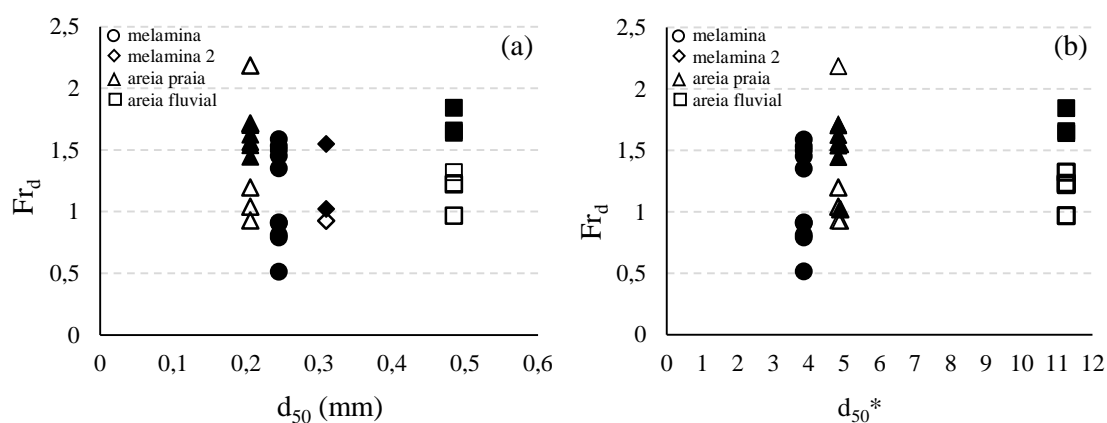 2,5
2
1,5
1
0,5
0
Fr_d
melamina
melamina 2
areia praia
areia fluvial
(a)
0 0,1 0,2 0,3 0,4 0,5 0,6
d_50 (mm)
2,5
2
1,5
1
0,5
0
Fr_d
melamina
melamina 2
areia praia
areia fluvial
(b)
0 1 2 3 4 5 6 7 8 9 10 11 12
d_50*